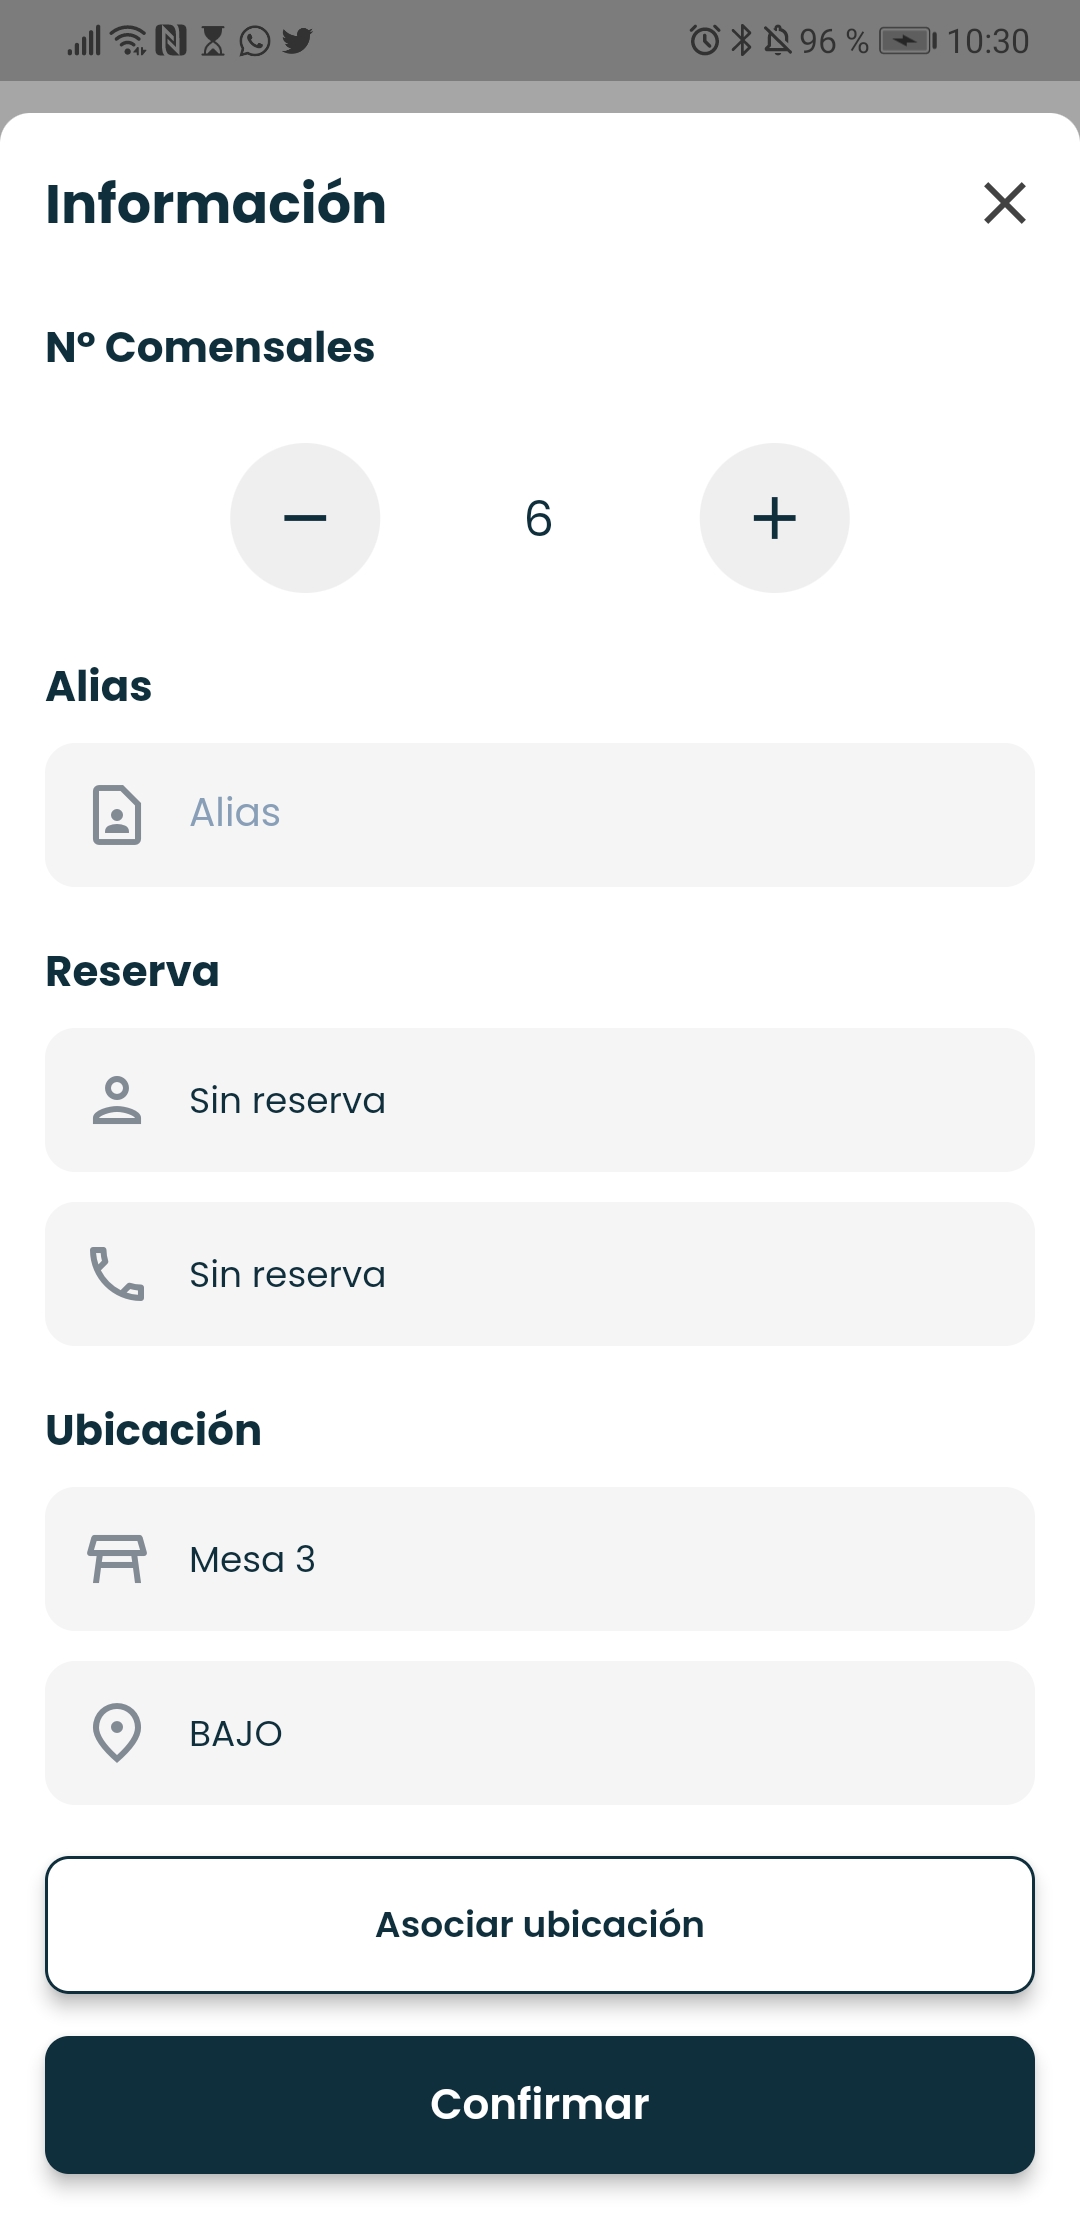 96 % 10:30
Información
Nº Comensales
6
Alias
Alias
Reserva
Sin reserva
Sin reserva
Ubicación
Mesa 3
BAJO
Asociar ubicación
Confirmar